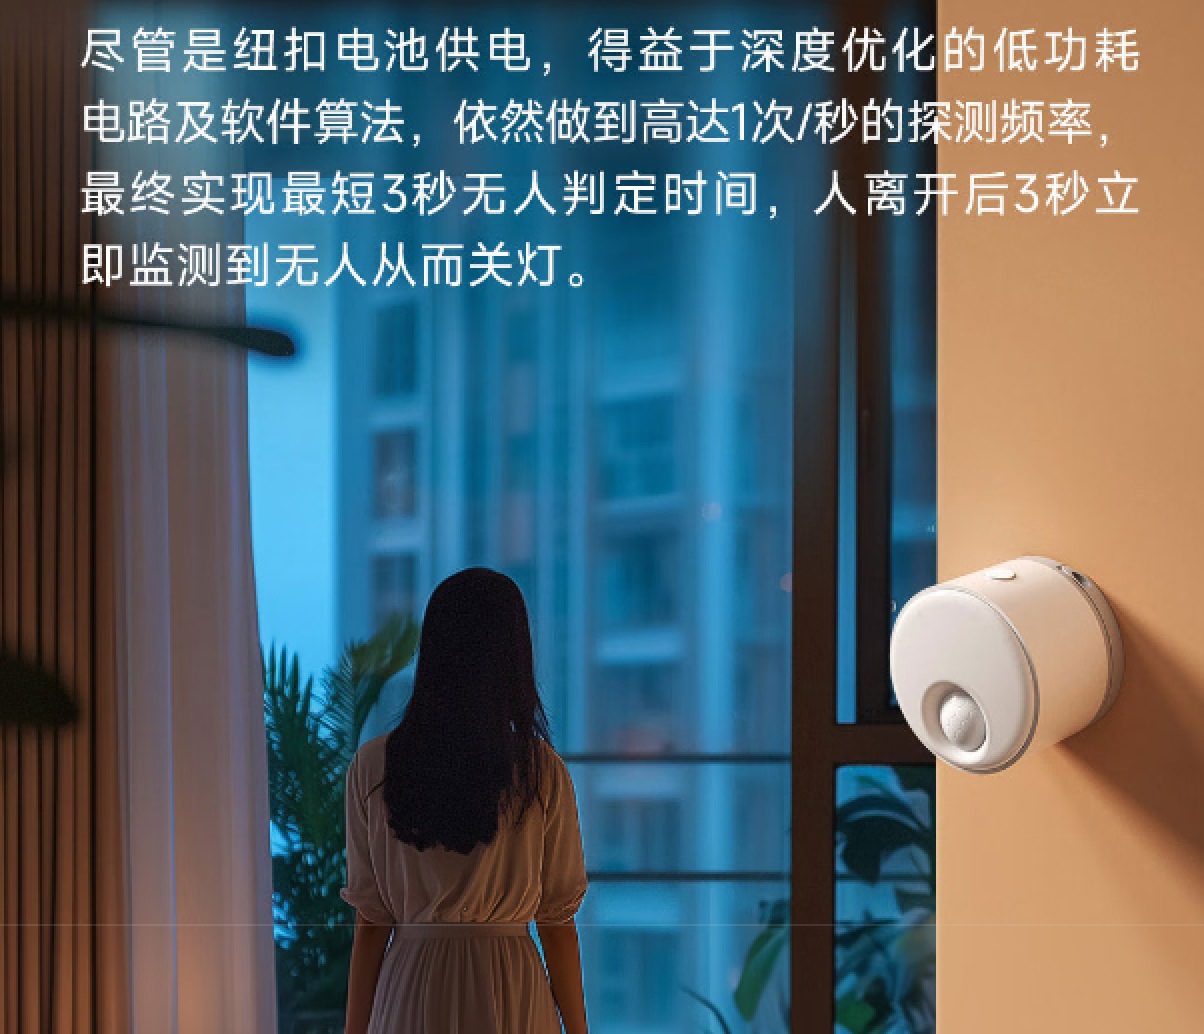 尽管是纽扣电池供电，得益于深度优化的低功耗
电路及软件算法，依然做到高达1次/秒的探测频率，
最终实现最短3秒无人判定时间，人离开后3秒立
即监测到无人从而关灯。